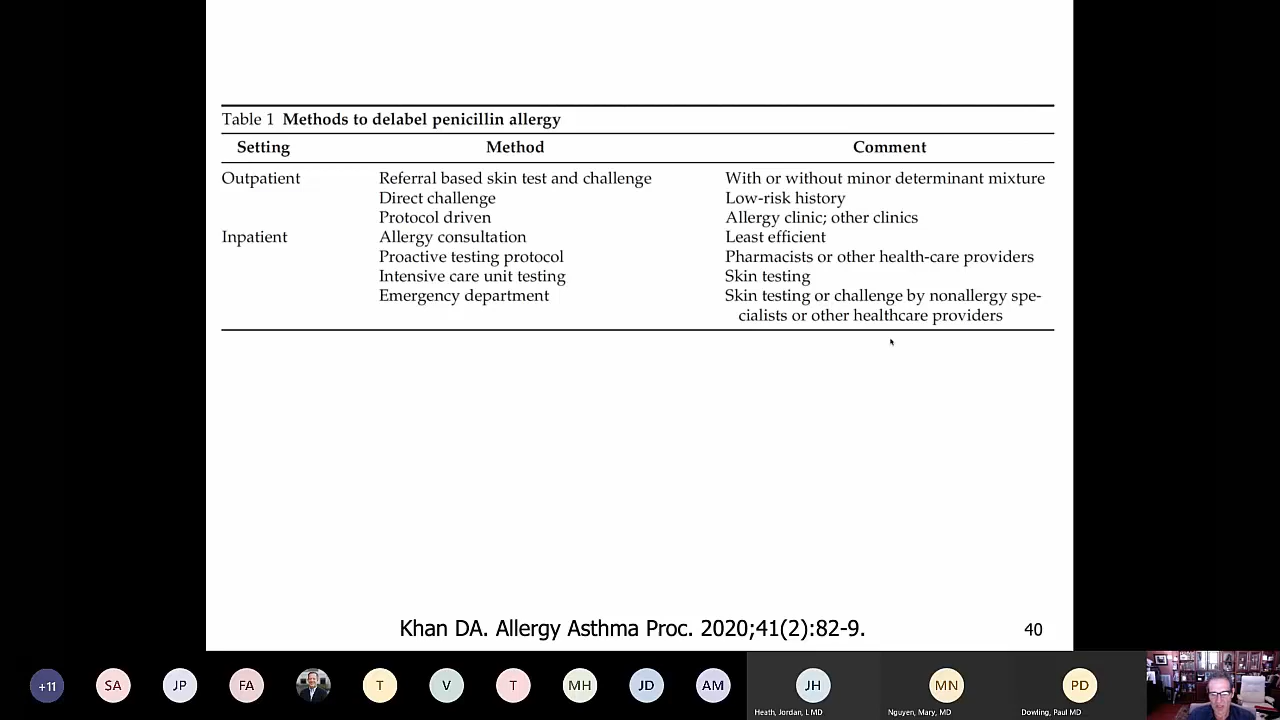 Table 1 Methods to delabel penicillin allergy
Setting Method Comment
Outpatient Referral based skin test and challenge With or without minor determinant mixture
Direct challenge Low-risk history
Protocol driven Allergy clinic; other clinics
Inpatient Allergy consultation Least efficient
Proactive testing protocol Pharmacists or other health-care providers
Intensive care unit testing Skin testing
Emergency department Skin testing or challenge by nonallergy spe-
cialists or other healthcare providers
Khan DA. Allergy Asthma Proc. 2020;41(2):82-9.
40
+11 SA JP FA T V T MH JD AM JH MN PD
Heath, Jordan, L MD Nguyen, Mary, MD Dowling, Paul MD